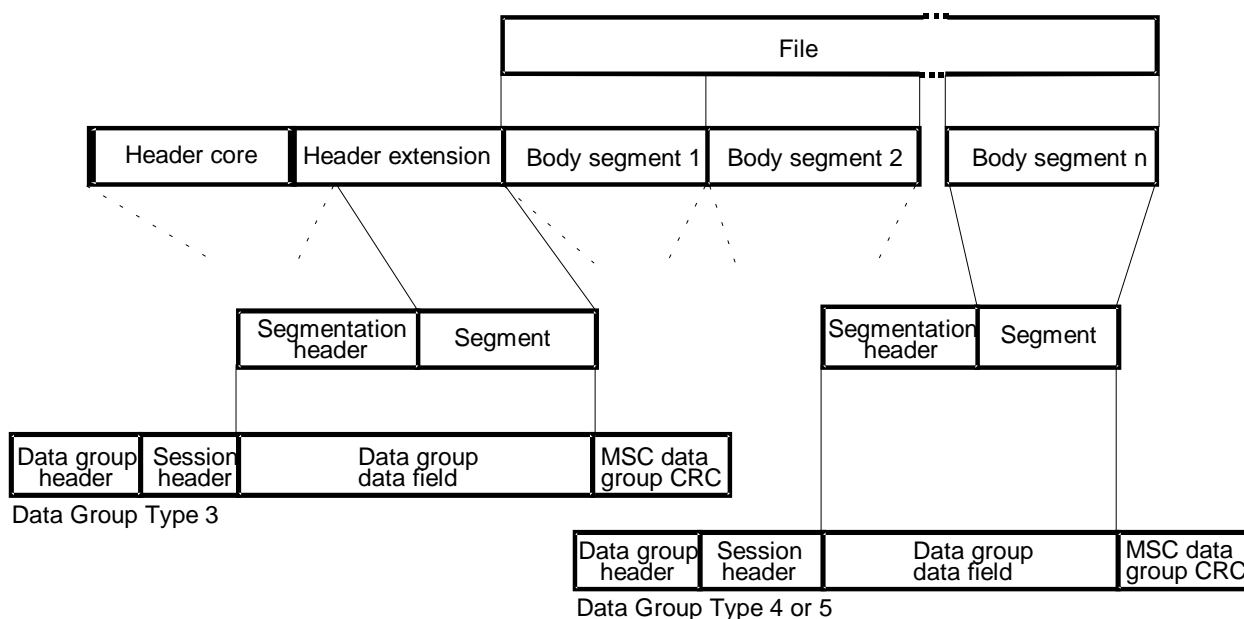 File
Header core
Header extension
Body segment 1
Body segment 2
Body segment n
Segmentation
header
Segment
Segmentation
header
Segment
Data group
header
Session
header
Data group
data field
MSC data
group CRC
Data Group Type 3
Data group
header
Session
header
Data group
data field
MSC data
group CRC
Data Group Type 4 or 5